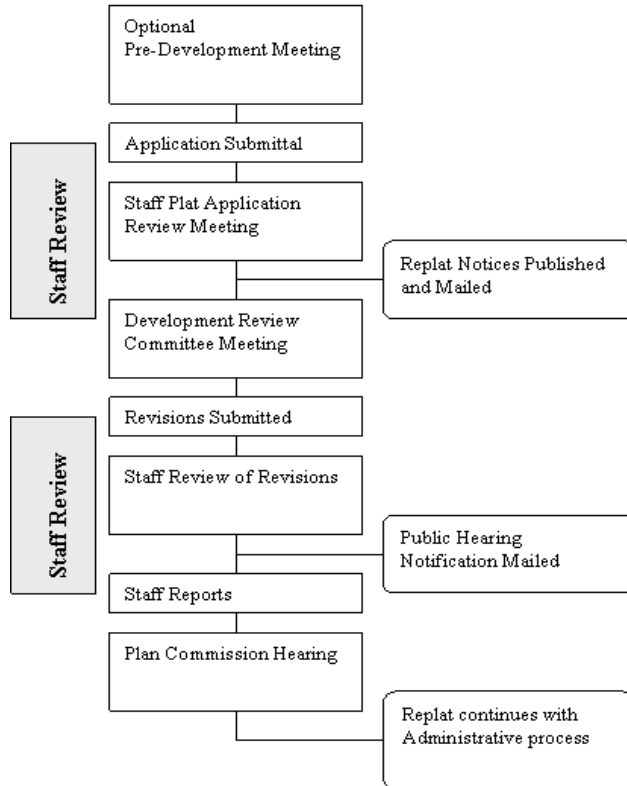 Optional
Pre-Development Meeting
Application Submittal
Staff Review
Staff Plat Application
Review Meeting
Replat Notices Published
and Mailed
Development Review
Committee Meeting
Revisions Submitted
Staff Review
Staff Review of Revisions
Public Hearing
Notification Mailed
Staff Reports
Plan Commission Hearing
Replat continues with
Administrative process